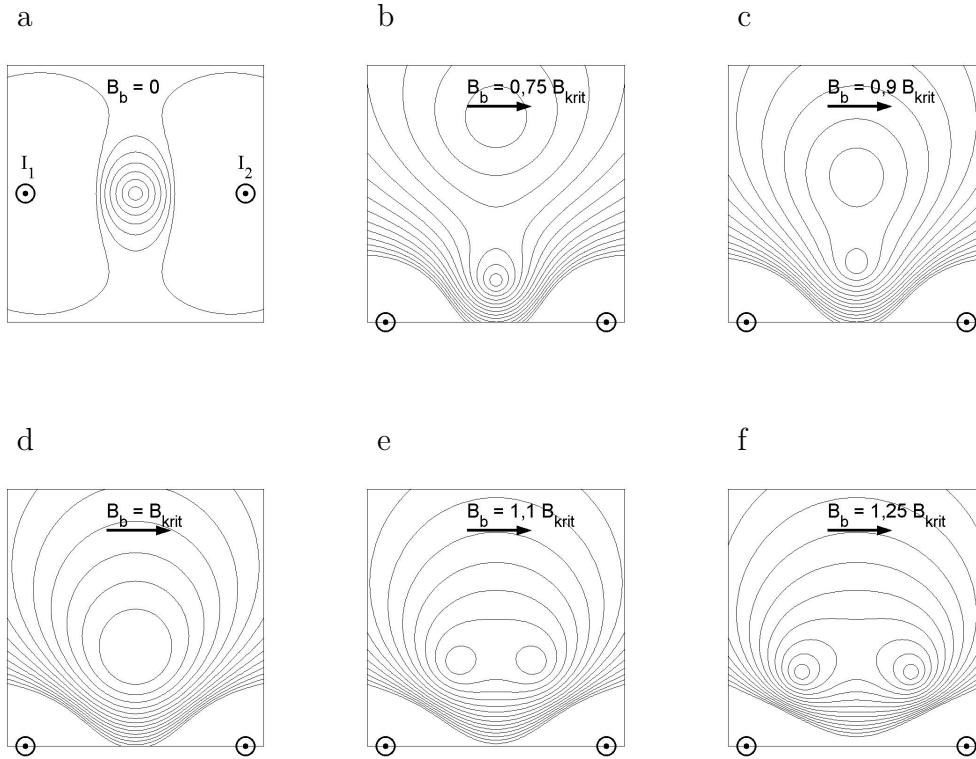 a
b
c
B_b = 0
B_b = 0,75 B_krit
B_b = 0,9 B_krit
I_1
I_2
d
e
f
B_b = B_krit
B_b = 1,1 B_krit
B_b = 1,25 B_krit